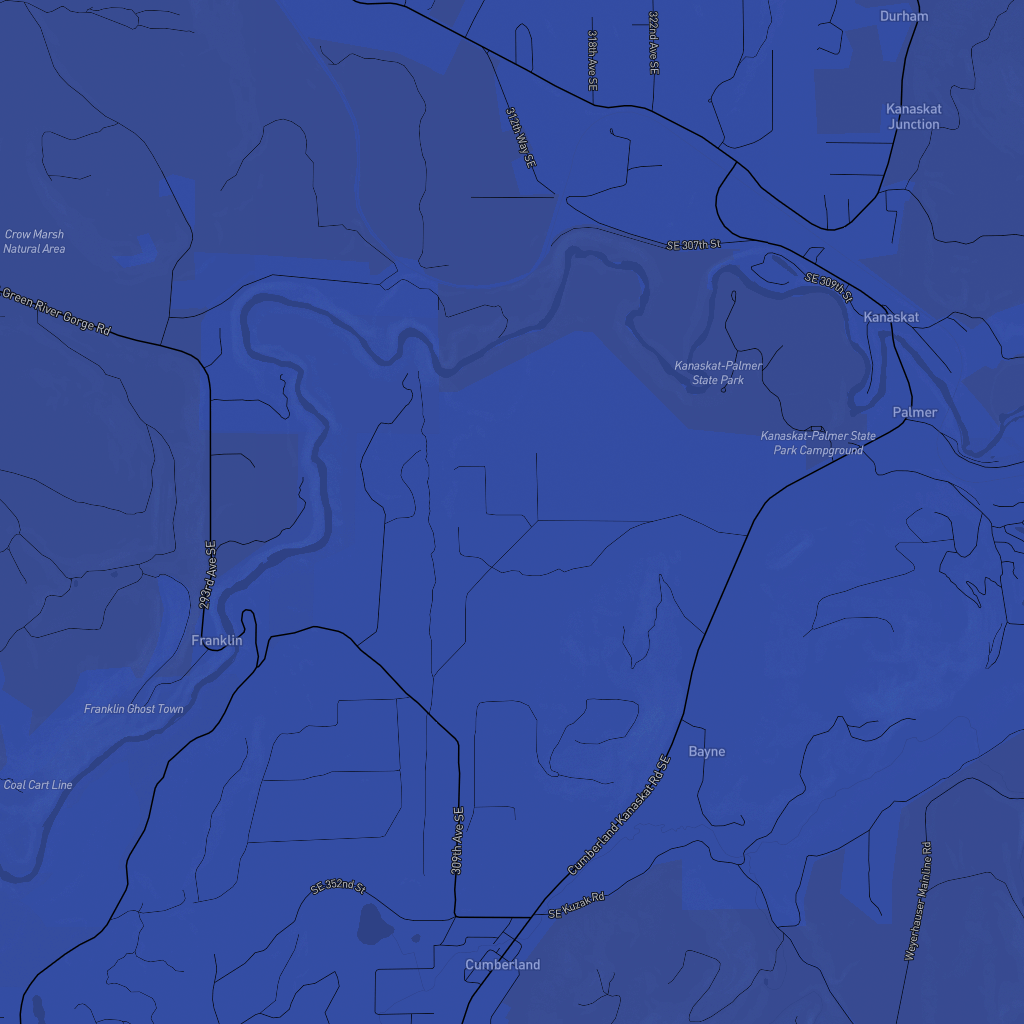 Durham
318th Ave SE
322nd Ave SE
312th Way SE
Kanaskat
Junction
Crow Marsh
Natural Area
SE 307th St
SE 309th St
Green River Gorge Rd
Kanaskat
Kanaskat-Palmer
State Park
Palmer
Kanaskat-Palmer State
Park Campground
293rd Ave SE
Franklin
Franklin Ghost Town
Bayne
Coal Cart Line
309th Ave SE
Cumberland Kanaskat Rd SE
Weyerhauser Mainline Rd
SE 352nd St
SE Kuzak Rd
Cumberland